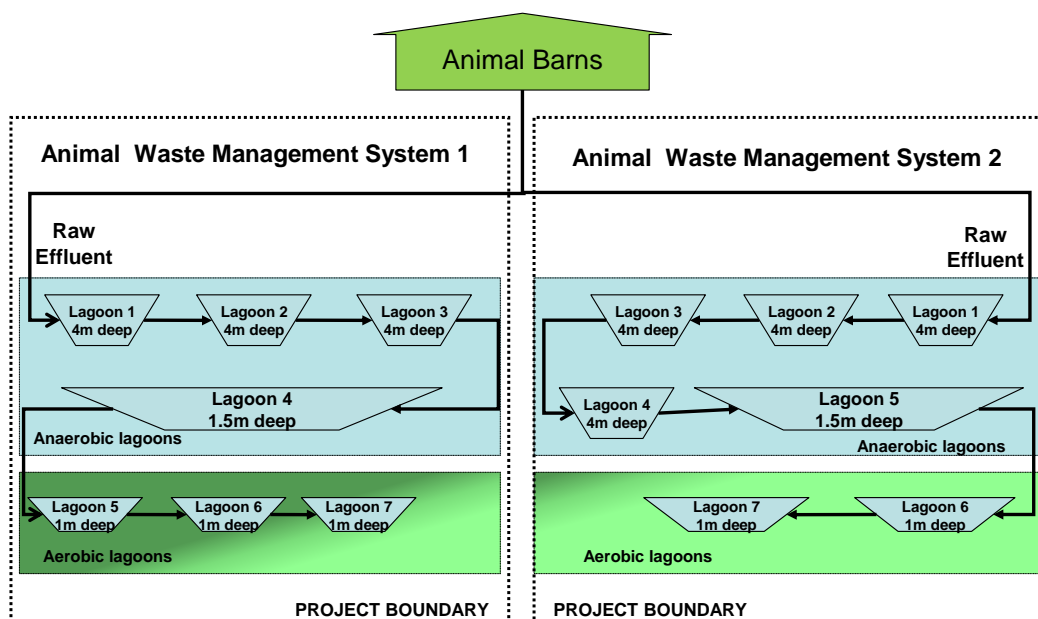 Animal Barns
Animal Waste Management System 1
Raw
Effluent
Lagoon 1
4m deep
Lagoon 2
4m deep
Lagoon 3
4m deep
Lagoon 4
1.5m deep
Anaerobic lagoons
Lagoon 5
1m deep
Lagoon 6
1m deep
Lagoon 7
1m deep
Aerobic lagoons
PROJECT BOUNDARY
Animal Waste Management System 2
Raw
Effluent
Lagoon 3
4m deep
Lagoon 2
4m deep
Lagoon 1
4m deep
Lagoon 4
4m deep
Lagoon 5
1.5m deep
Anaerobic lagoons
Lagoon 7
1m deep
Lagoon 6
1m deep
Aerobic lagoons
PROJECT BOUNDARY